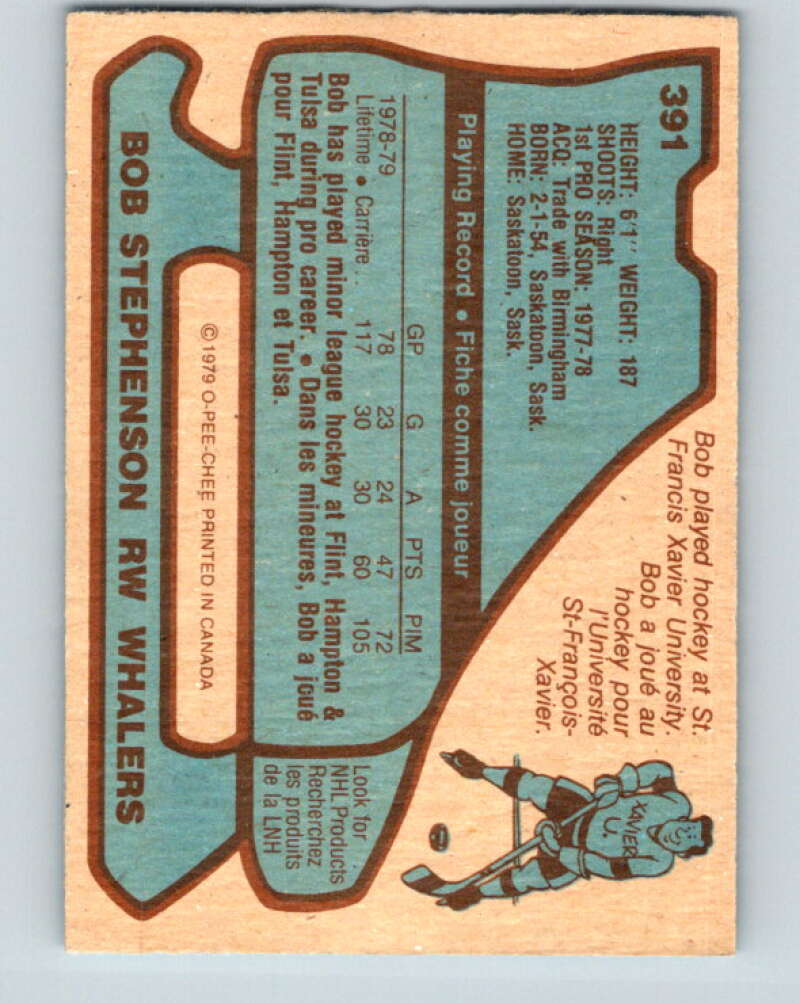 391
HEIGHT: 6'1" WEIGHT: 187
SHOOTS: Right
1st PRO SEASON: 1977-78
ACQ: Trade with Birmingham
BORN: 2-1-54, Saskatoon, Sask.
HOME: Saskatoon, Sask.
Bob played hockey at St.
Francis Xavier University.
Bob a joué au
hockey pour
l'Université
St-François-
Xavier.
XAVIER
U.
Playing Record • Fiche comme joueur
GP G A PTS PIM
1978-79 78 23 24 47 72
Lifetime • Carrière... 117 30 30 60 105
Bob has played minor league hockey at Flint, Hampton &
Tulsa during pro career. • Dans les mineures, Bob a joué
pour Flint, Hampton et Tulsa.
Look for
NHL Products
Recherchez
les produits
de la LNH
© 1979 O-PEE-CHEE PRINTED IN CANADA
BOB STEPHENSON RW WHALERS